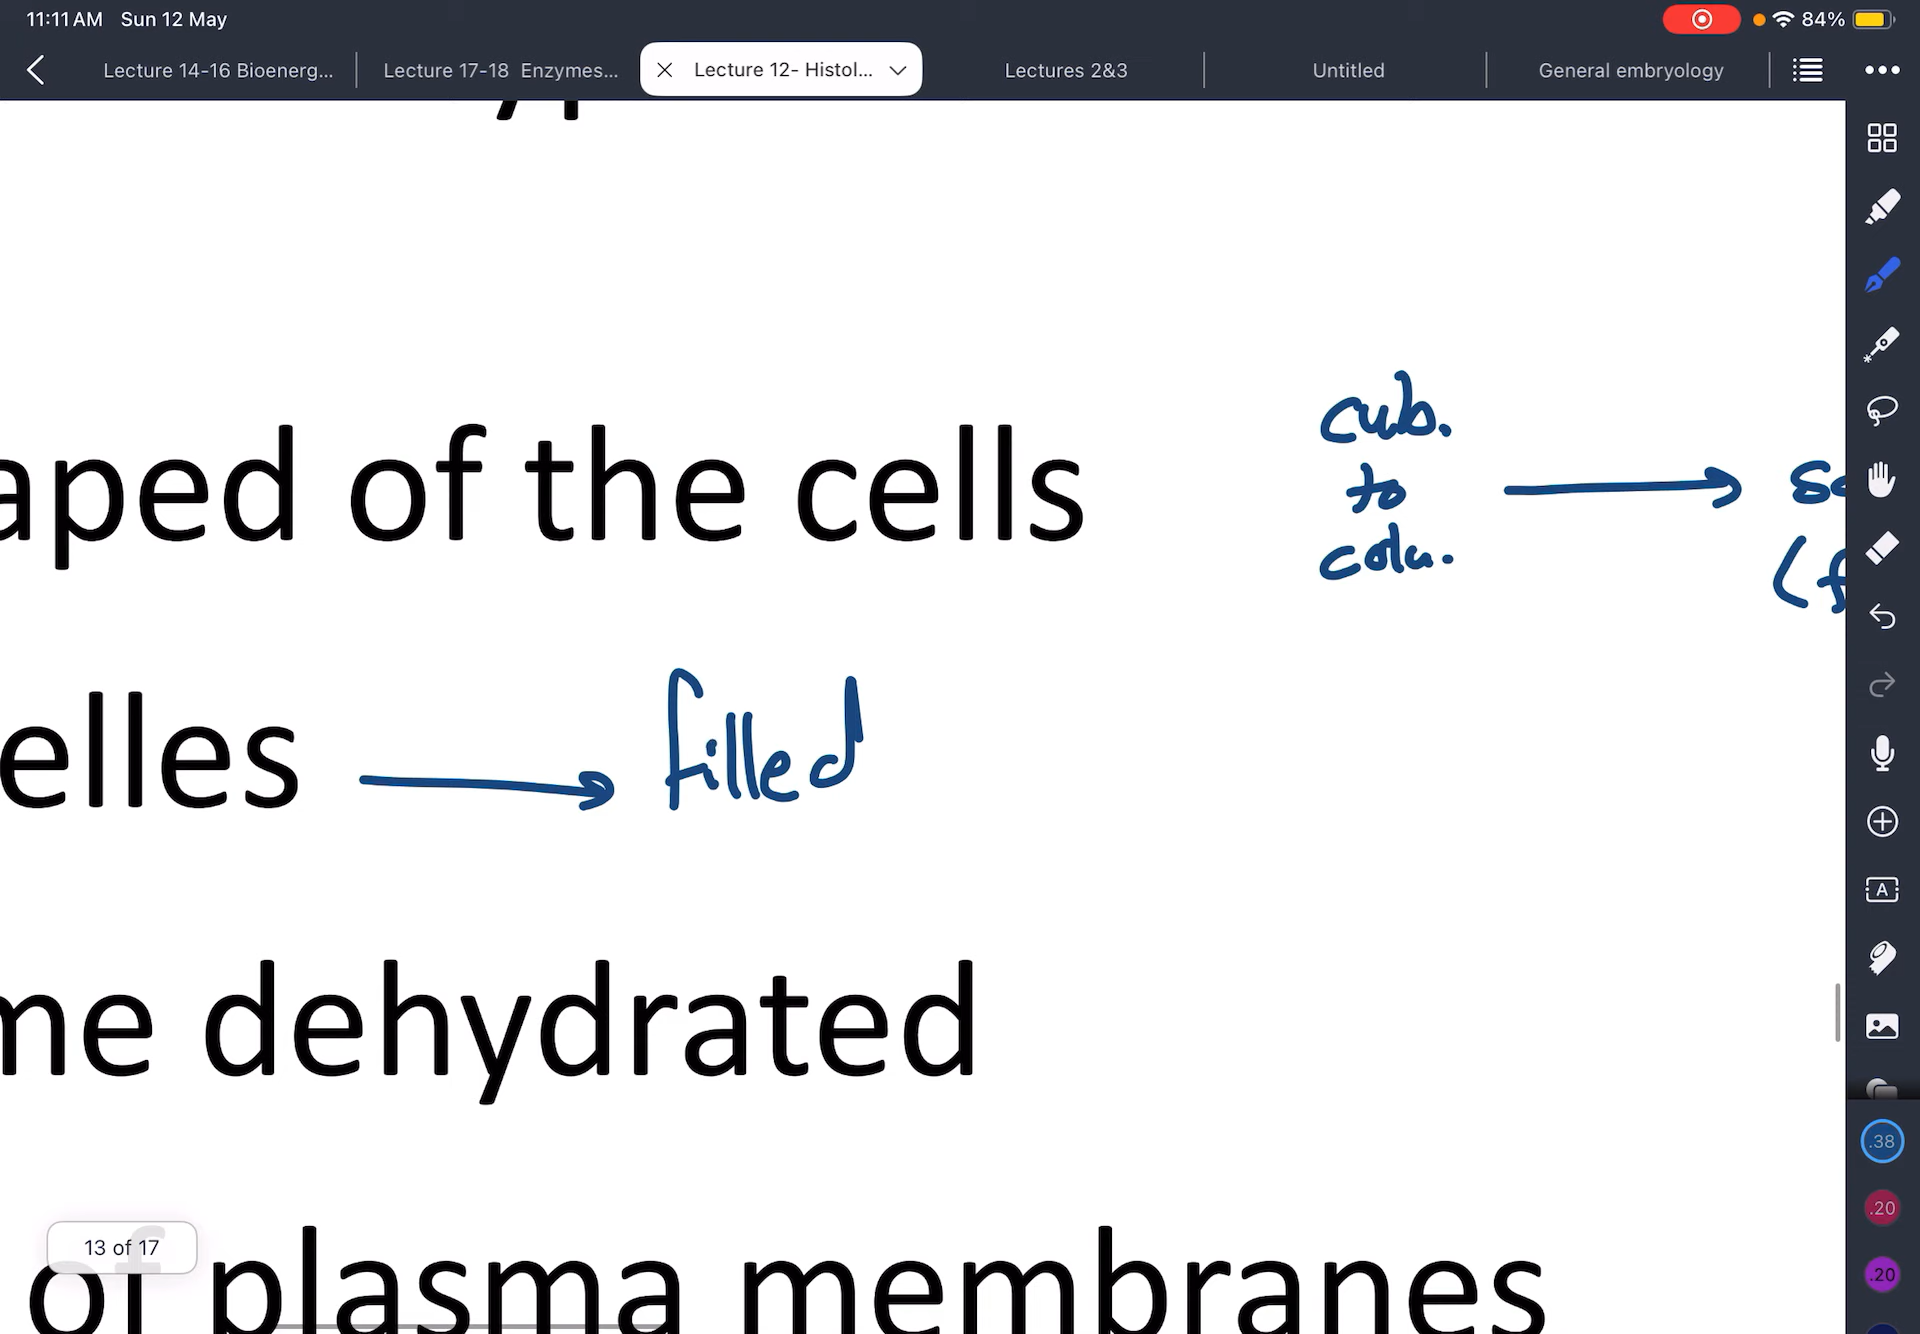 11:11 AM Sun 12 May
84%
Lecture 14-16 Bioenerg...
Lecture 17-18 Enzymes...
Lecture 12- Histol...
Lectures 2&3
Untitled
General embryology
cub.
aped of the cells
to
colu.
(f
elles
filled
me dehydrated
of plasma membranes
13 of 17
A
.38
.20
.20